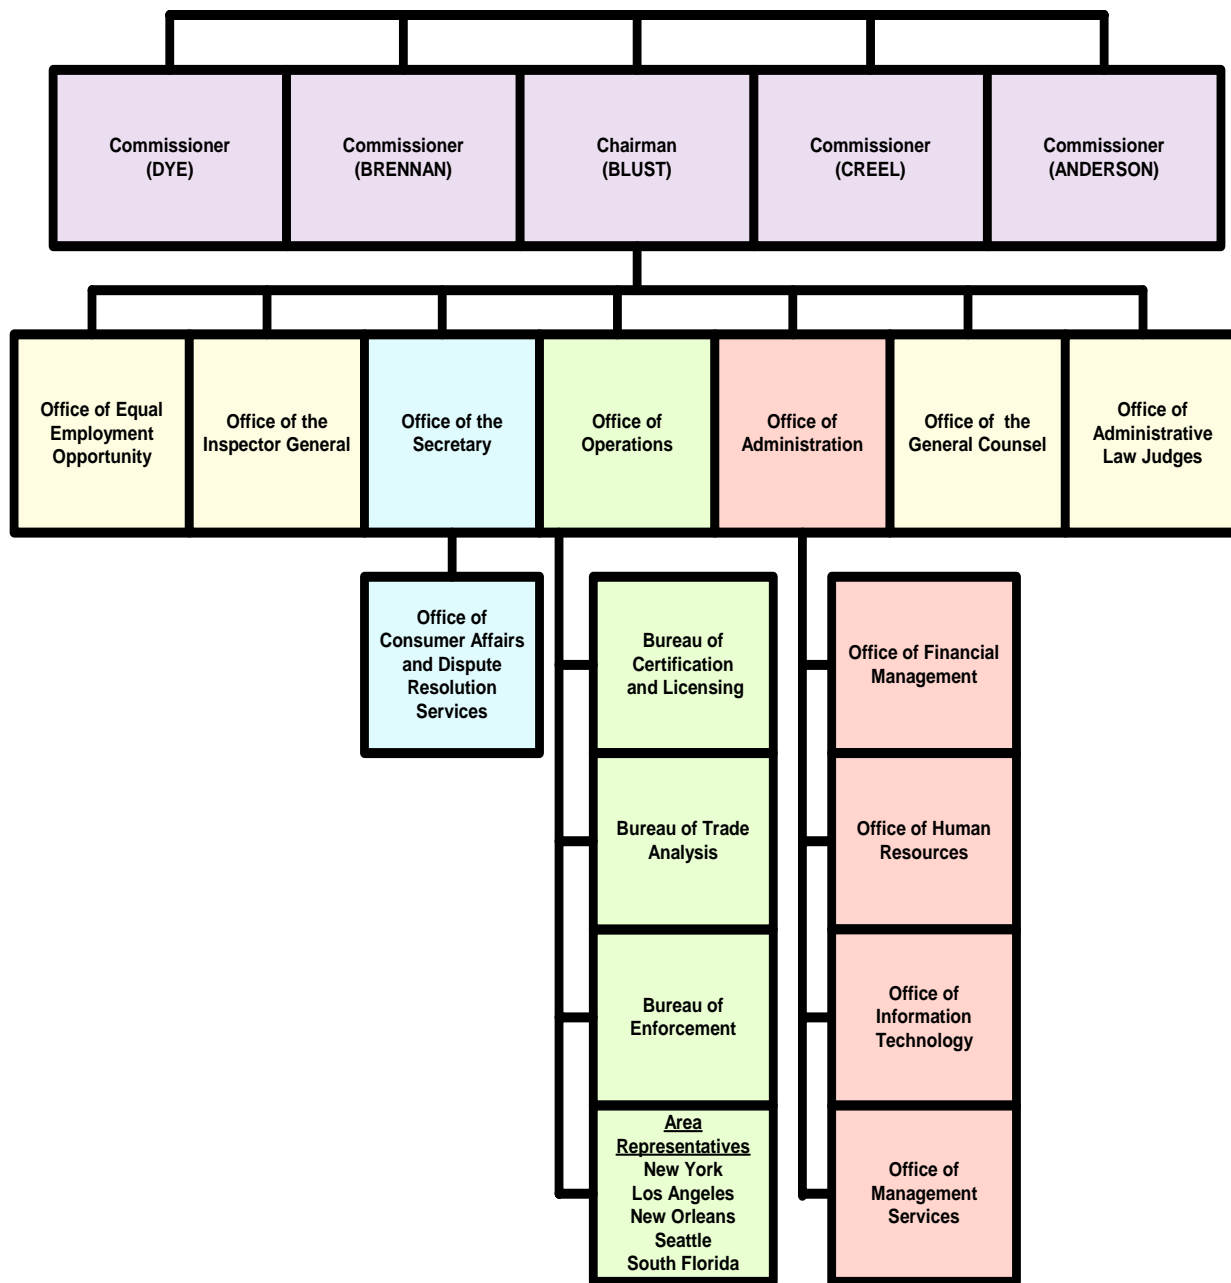 Commissioner
(DYE)
Commissioner
(BRENNAN)
Chairman
(BLUST)
Commissioner
(CREEL)
Commissioner
(ANDERSON)
Office of Equal
Employment
Opportunity
Office of the
Inspector General
Office of the
Secretary
Office of
Operations
Office of
Administration
Office of the
General Counsel
Office of
Administrative
Law Judges
Office of
Consumer Affairs
and Dispute
Resolution
Services
Bureau of
Certification
and Licensing
Bureau of Trade
Analysis
Bureau of
Enforcement
Area
Representatives
New York
Los Angeles
New Orleans
Seattle
South Florida
Office of Financial
Management
Office of Human
Resources
Office of
Information
Technology
Office of
Management
Services